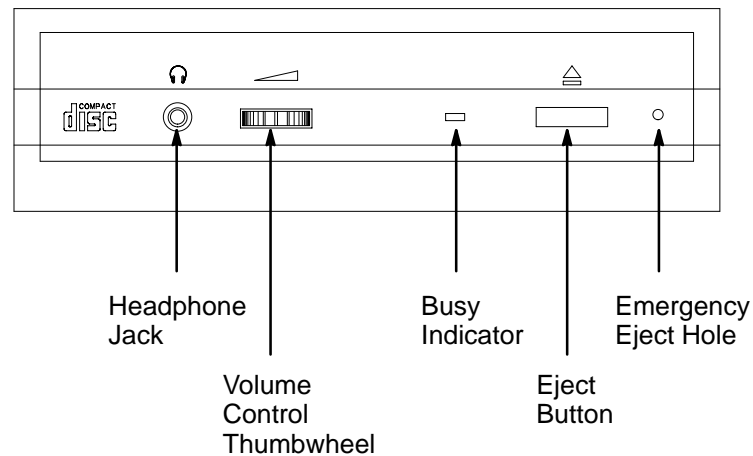 COMPACT
disc
Headphone
Jack
Volume
Control
Thumbwheel
Busy
Indicator
Eject
Button
Emergency
Eject Hole